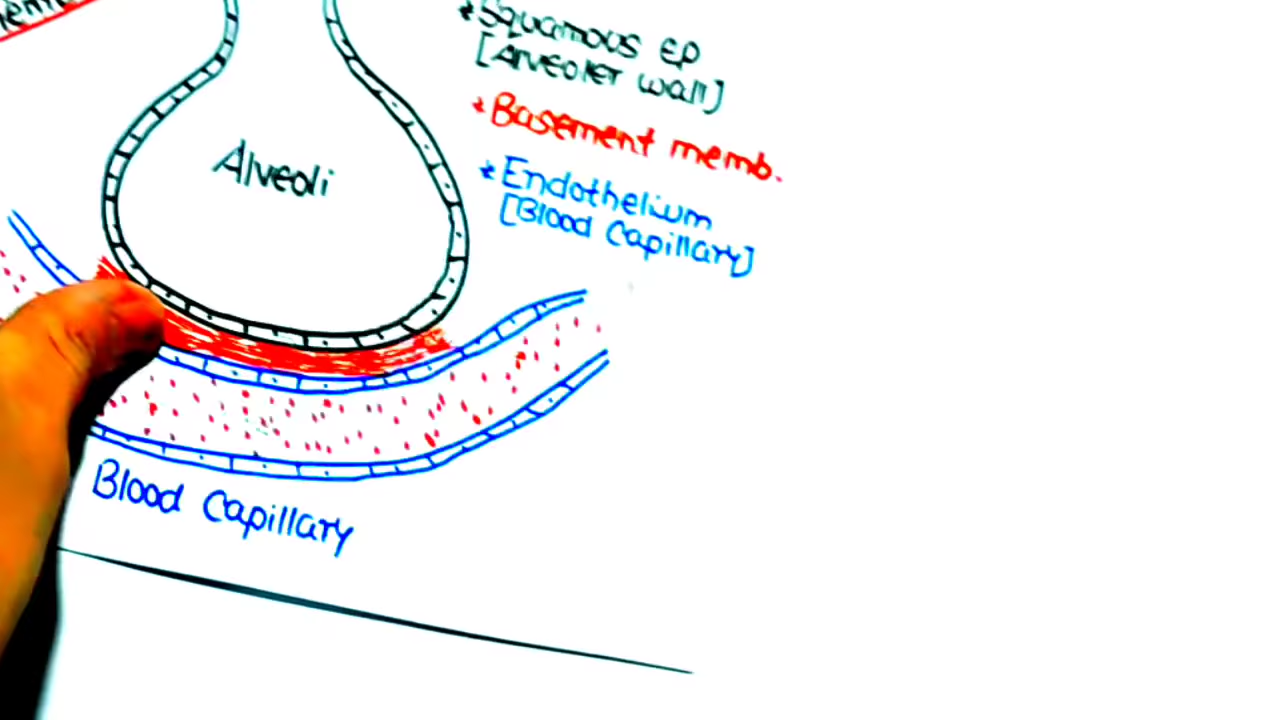 * Squamous EP
[Alveoler wall]
* Basement memb.
* Endothelium
[Blood Capillary]
Alveoli
Blood Capillary